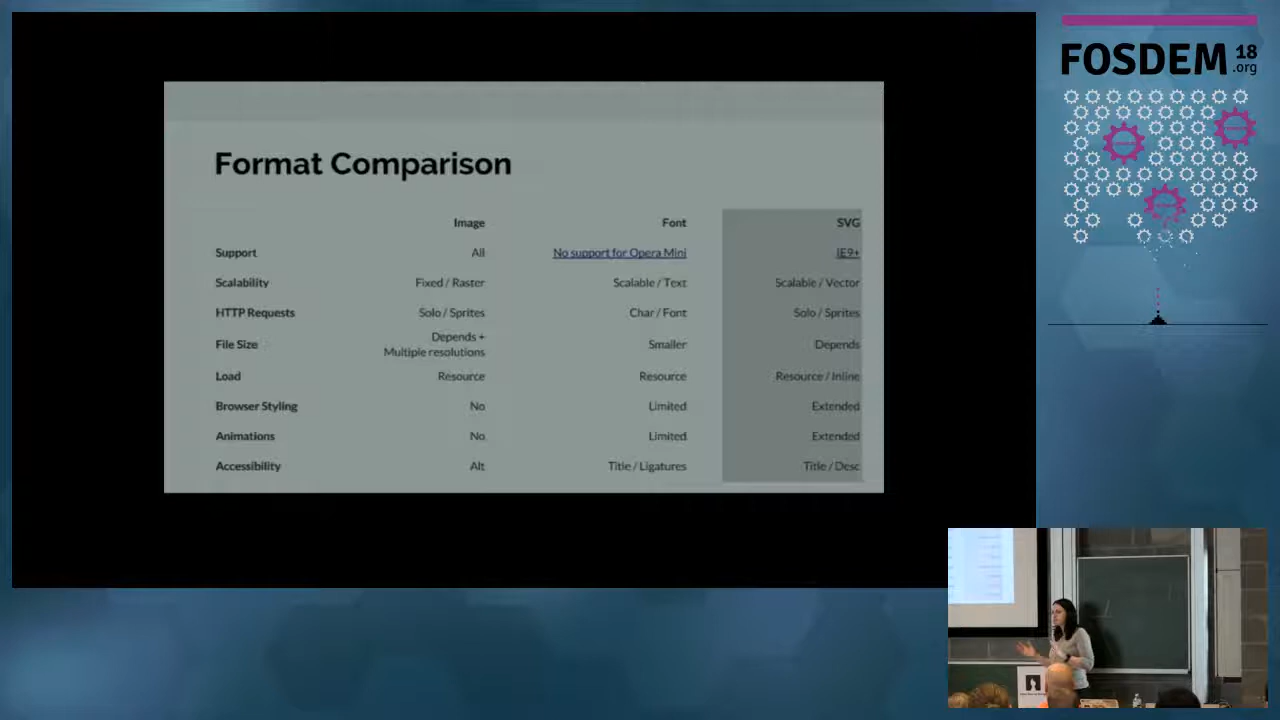 FOSDEM 18
.org
Format Comparison
Image Font SVG
Support All No support for Opera Mini IE9+
Scalability Fixed / Raster Scalable / Text Scalable / Vector
HTTP Requests Solo / Sprites Char / Font Solo / Sprites
File Size Depends +
Multiple resolutions Smaller Depends
Load Resource Resource Resource / Inline
Browser Styling No Limited Extended
Animations No Limited Extended
Accessibility Alt Title / Ligatures Title / Desc